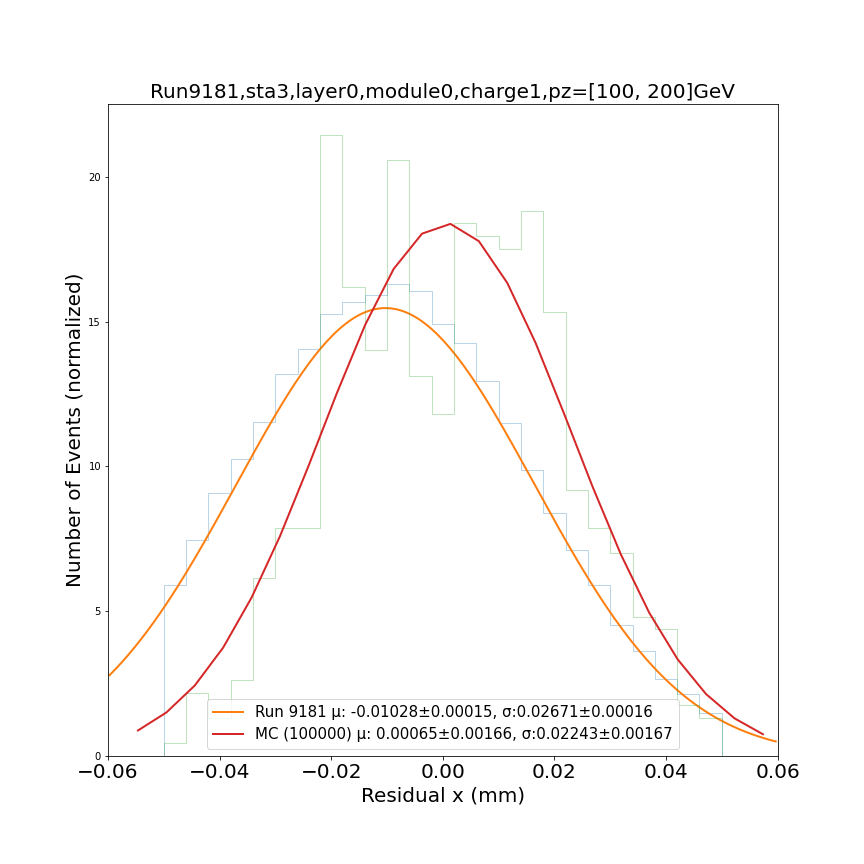 Run9181,sta3,layer0,module0,charge1,pz=[100, 200]GeV
Number of Events (normalized)
20
15
10
5
0
Run 9181 μ: -0.01028±0.00015, σ:0.02671±0.00016
MC (100000) μ: 0.00065±0.00166, σ:0.02243±0.00167
−0.06 −0.04 −0.02 0.00 0.02 0.04 0.06
Residual x (mm)